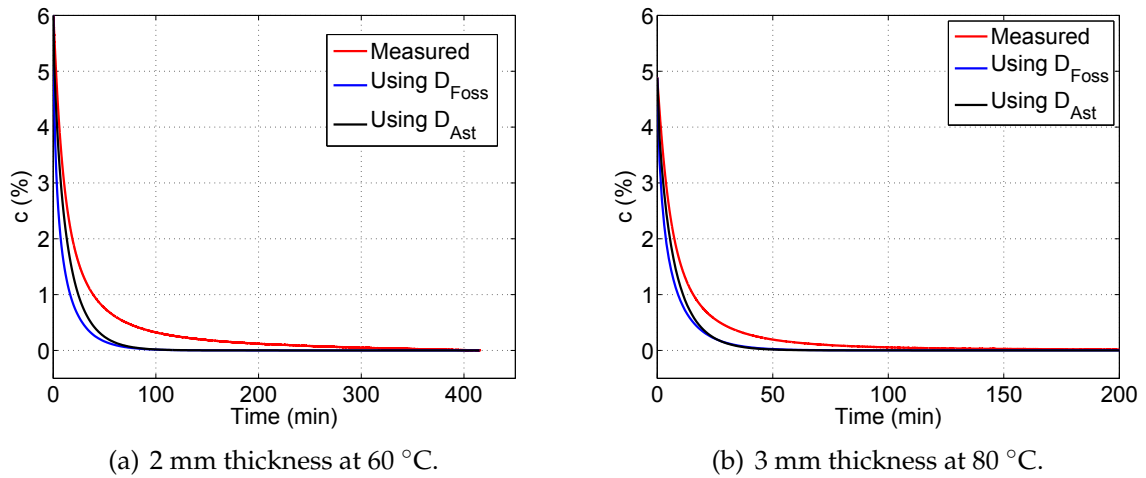 6
5
4
3
2
1
0
c (%)
0 100 200 300 400
Time (min)
Measured
Using D_Foss
Using D_Ast
(a) 2 mm thickness at 60 °C.
6
5
4
3
2
1
0
c (%)
0 50 100 150 200
Time (min)
Measured
Using D_Foss
Using D_Ast
(b) 3 mm thickness at 80 °C.